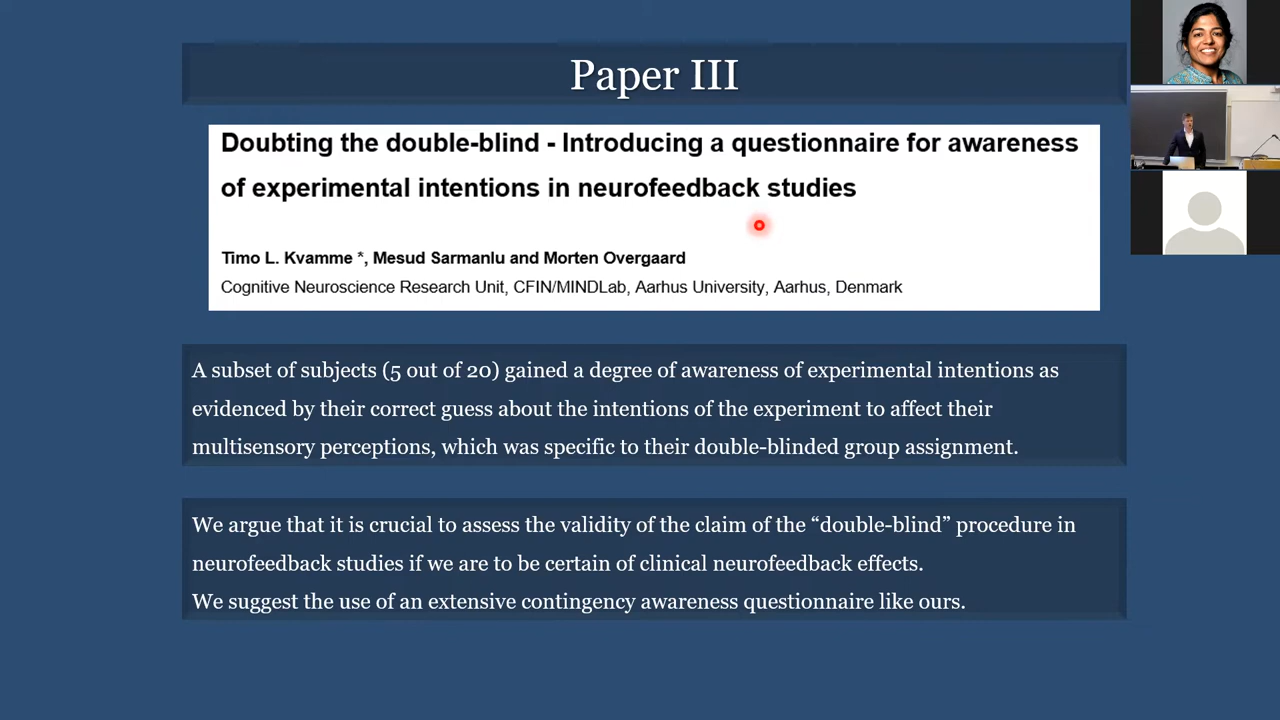 Paper III
Doubting the double-blind - Introducing a questionnaire for awareness
of experimental intentions in neurofeedback studies
Timo L. Kvamme *, Mesud Sarmanlu and Morten Overgaard
Cognitive Neuroscience Research Unit, CFIN/MINDLab, Aarhus University, Aarhus, Denmark
A subset of subjects (5 out of 20) gained a degree of awareness of experimental intentions as
evidenced by their correct guess about the intentions of the experiment to affect their
multisensory perceptions, which was specific to their double-blinded group assignment.
We argue that it is crucial to assess the validity of the claim of the “double-blind” procedure in
neurofeedback studies if we are to be certain of clinical neurofeedback effects.
We suggest the use of an extensive contingency awareness questionnaire like ours.